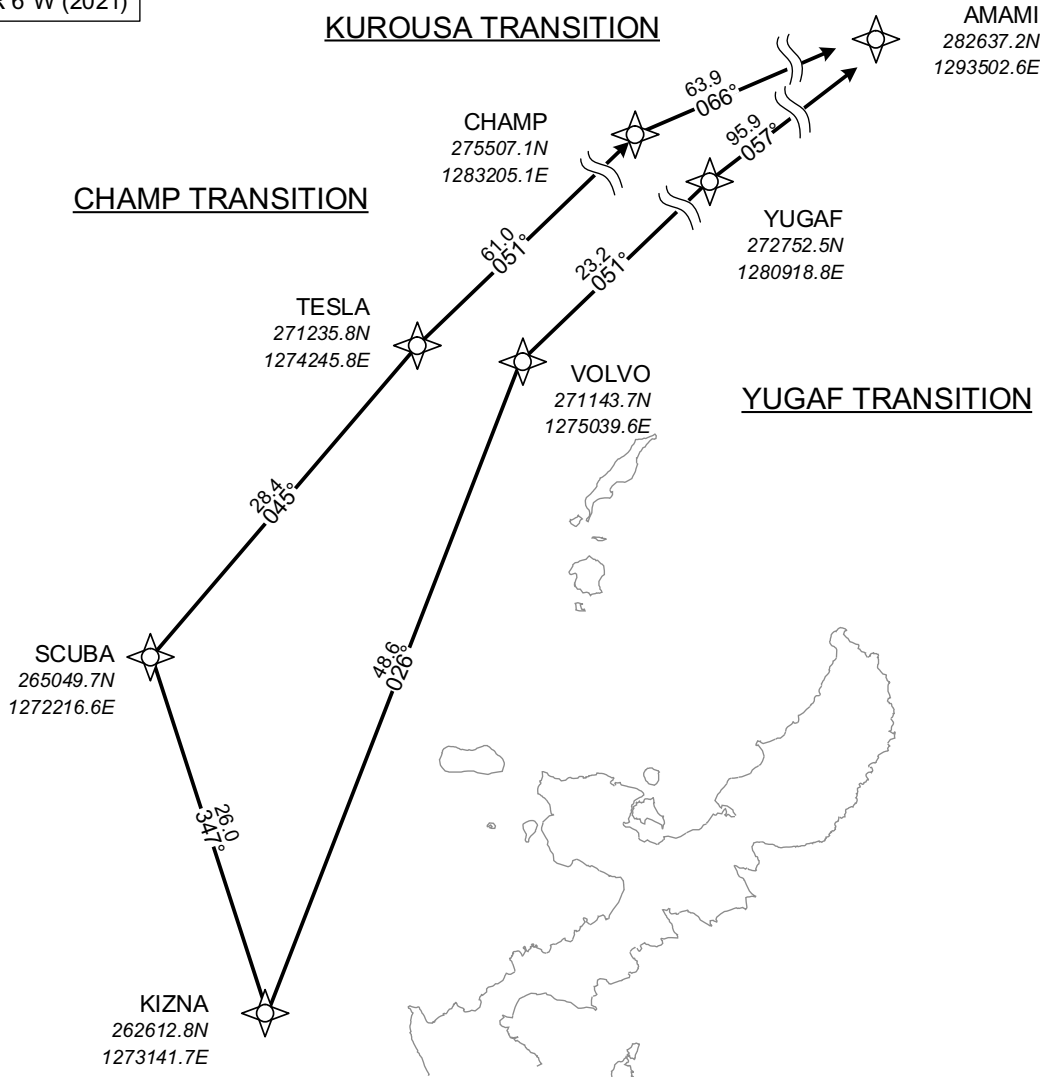 6°W (2021)
KUROUSA TRANSITION
AMAMI
282637.2N
1293502.6E
63.9
066°
CHAMP
275507.1N
1283205.1E
95.9
057°
CHAMP TRANSITION
YUGAF
272752.5N
1280918.8E
61.0
051°
23.2
051°
TESLA
271235.8N
1274245.8E
VOLVO
271143.7N
1275039.6E
YUGAF TRANSITION
28.4
045°
SCUBA
265049.7N
1272216.6E
48.6
026°
26.0
347°
KIZNA
262612.8N
1273141.7E